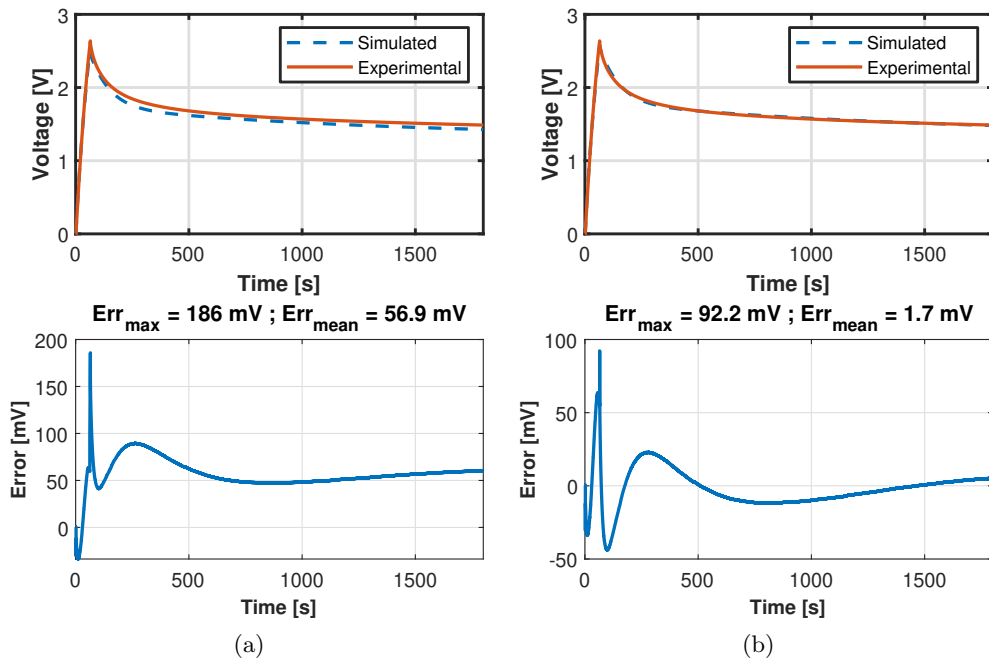 3
2
1
0
Voltage [V]
Simulated
Experimental
0
500
1000
1500
Time [s]
3
2
1
0
Voltage [V]
Simulated
Experimental
0
500
1000
1500
Time [s]
Err_max = 186 mV ; Err_mean = 56.9 mV
200
150
100
50
0
Error [mV]
0
500
1000
1500
Time [s]
(a)
Err_max = 92.2 mV ; Err_mean = 1.7 mV
100
50
0
-50
Error [mV]
0
500
1000
1500
Time [s]
(b)